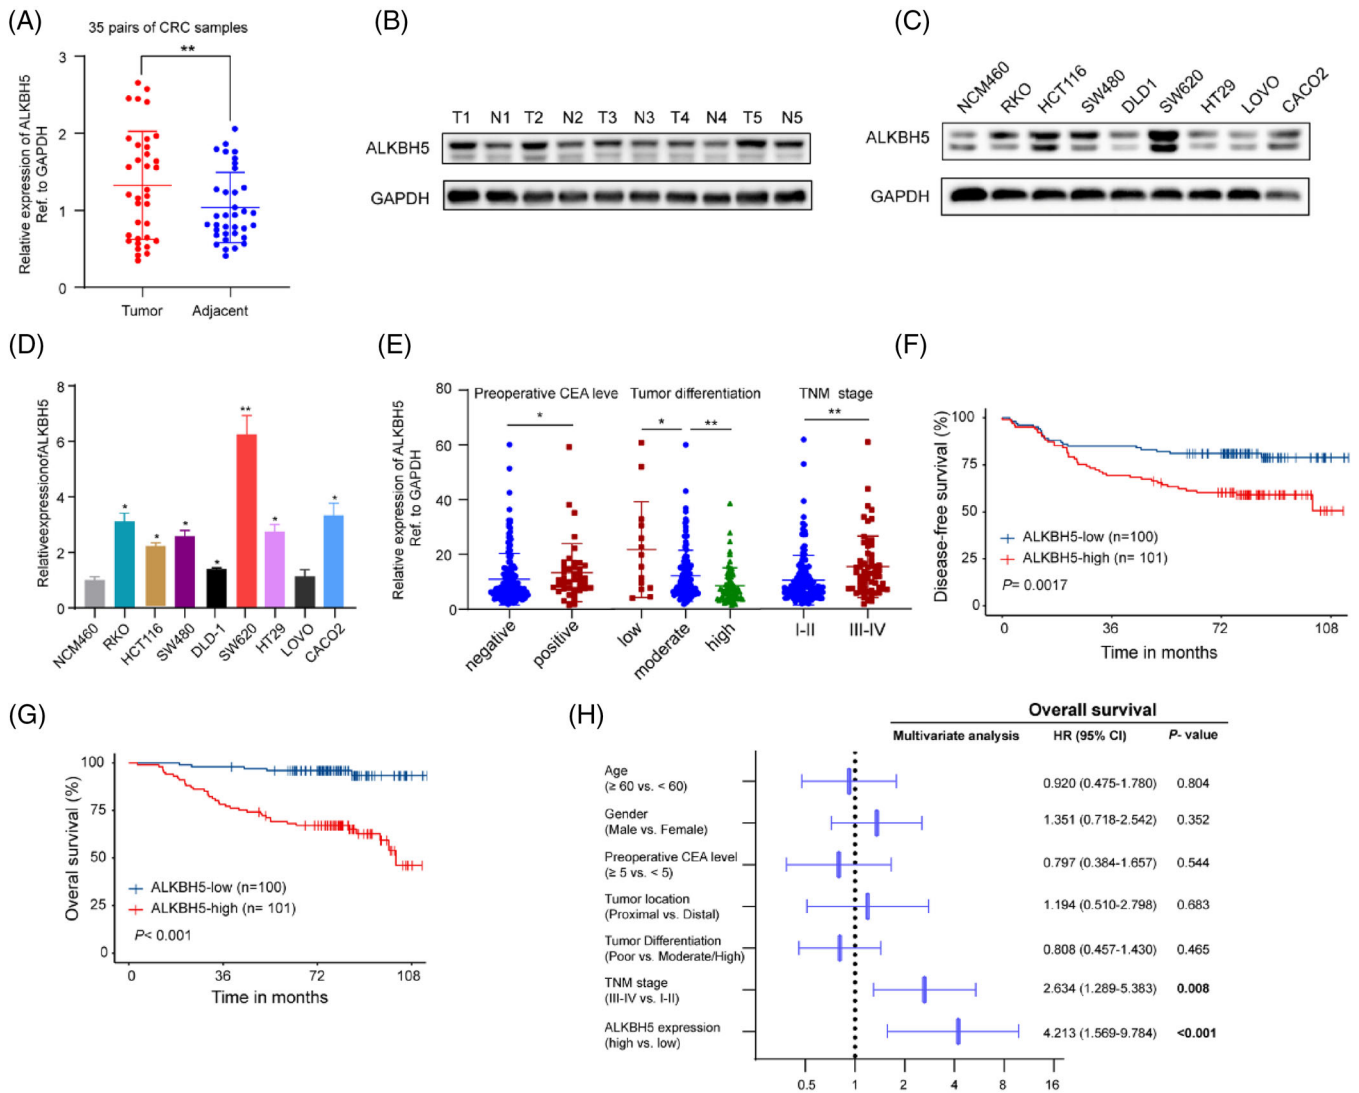 (A)
35 pairs of CRC samples
**
Relative expression of ALKBH5
Ref. to GAPDH
3
2
1
0
Tumor
Adjacent
(B)
T1 N1 T2 N2 T3 N3 T4 N4 T5 N5
ALKBH5
GAPDH
(C)
NCM460 RKO HCT116 SW480 DLD1 SW620 HT29 LOVO CACO2
ALKBH5
GAPDH
(D)
RelativeexpressionofALKBH5
8
6
4
2
0
* * * * ** * *
NCM460 RKO HCT116 SW480 DLD-1 SW620 HT29 LOVO CACO2
(E)
Relative expression of ALKBH5
Ref. to GAPDH
80
60
40
20
0
Preoperative CEA leve Tumor differentiation TNM stage
* * ** **
negative positive low moderate high I-II III-IV
(F)
Disease-free survival (%)
100
75
50
25
0
ALKBH5-low (n=100)
ALKBH5-high (n= 101)
P= 0.0017
0 36 72 108
Time in months
(G)
Overal survival (%)
100
75
50
25
0
ALKBH5-low (n=100)
ALKBH5-high (n= 101)
P< 0.001
0 36 72 108
Time in months
(H)
Overall survival
Multivariate analysis HR (95% CI) P- value
Age
(≥ 60 vs. < 60)
0.920 (0.475-1.780) 0.804
Gender
(Male vs. Female)
1.351 (0.718-2.542) 0.352
Preoperative CEA level
(≥ 5 vs. < 5)
0.797 (0.384-1.657) 0.544
Tumor location
(Proximal vs. Distal)
1.194 (0.510-2.798) 0.683
Tumor Differentiation
(Poor vs. Moderate/High)
0.808 (0.457-1.430) 0.465
TNM stage
(III-IV vs. I-II)
2.634 (1.289-5.383) 0.008
ALKBH5 expression
(high vs. low)
4.213 (1.569-9.784) <0.001
0.5 1 2 4 8 16